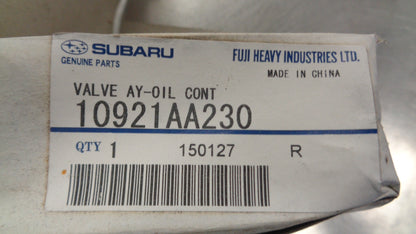 SUBARU
GENUINE PARTS
FUJI HEAVY INDUSTRIES LTD.
MADE IN CHINA
VALVE AY-OIL CONT
10921AA230
QTY 1 150127 R